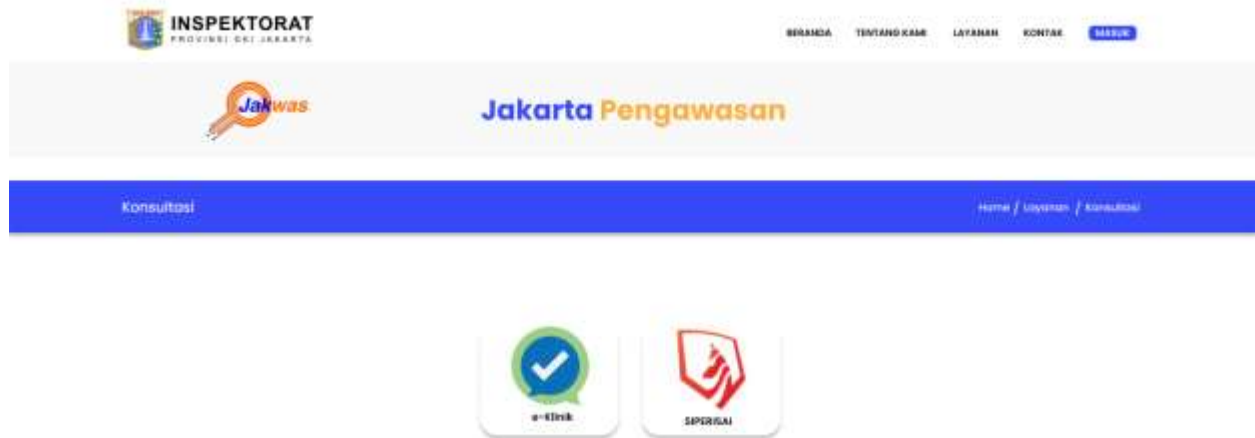 INSPEKTORAT
PROVINSI DKI JAKARTA
BERANDA TENTANG KAMI LAYANAN KONTAK MASUK
Jakwas
Jakarta Pengawasan
Konsultasi
Home / Layanan / Konsultasi
e-Klinik
SIPERISAI